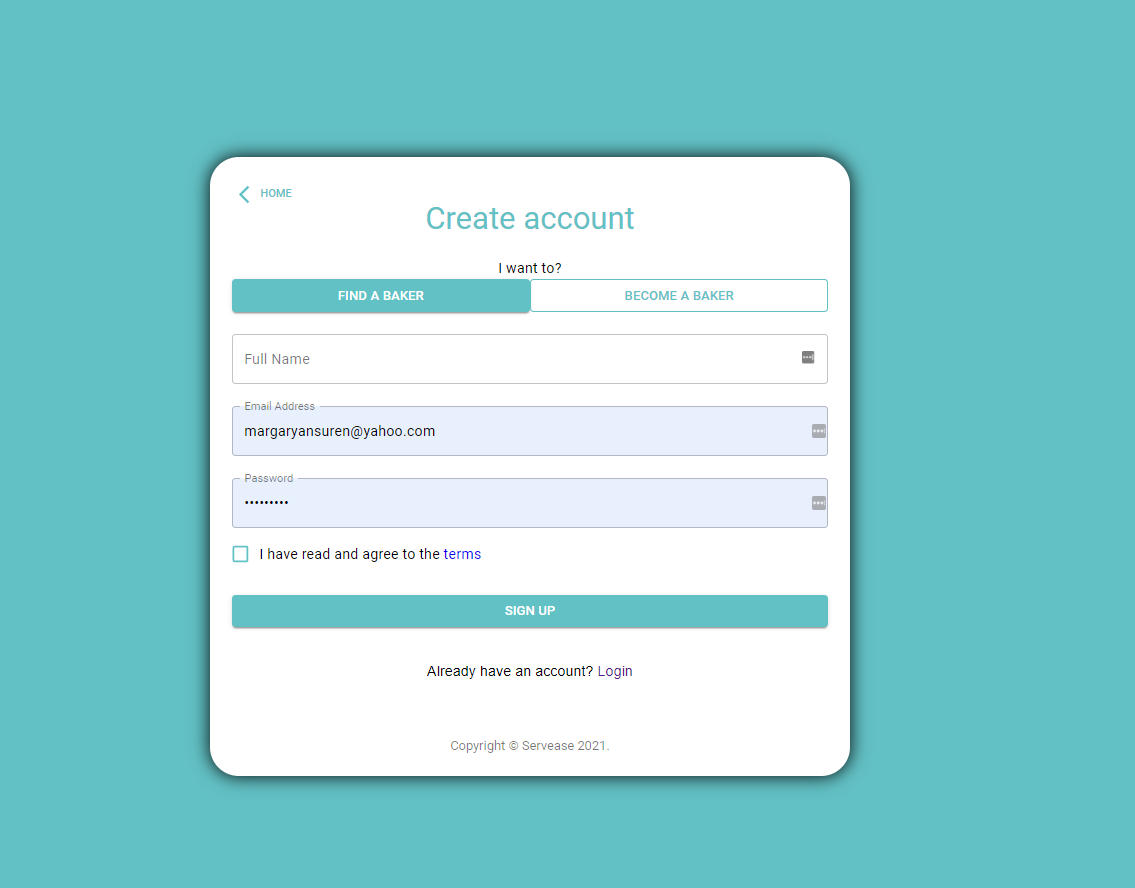 HOME
Create account
I want to?
FIND A BAKER
BECOME A BAKER
Full Name
Email Address
margaryansuren@yahoo.com
Password
•••••••••
I have read and agree to the terms
SIGN UP
Already have an account? Login
Copyright © Servease 2021.